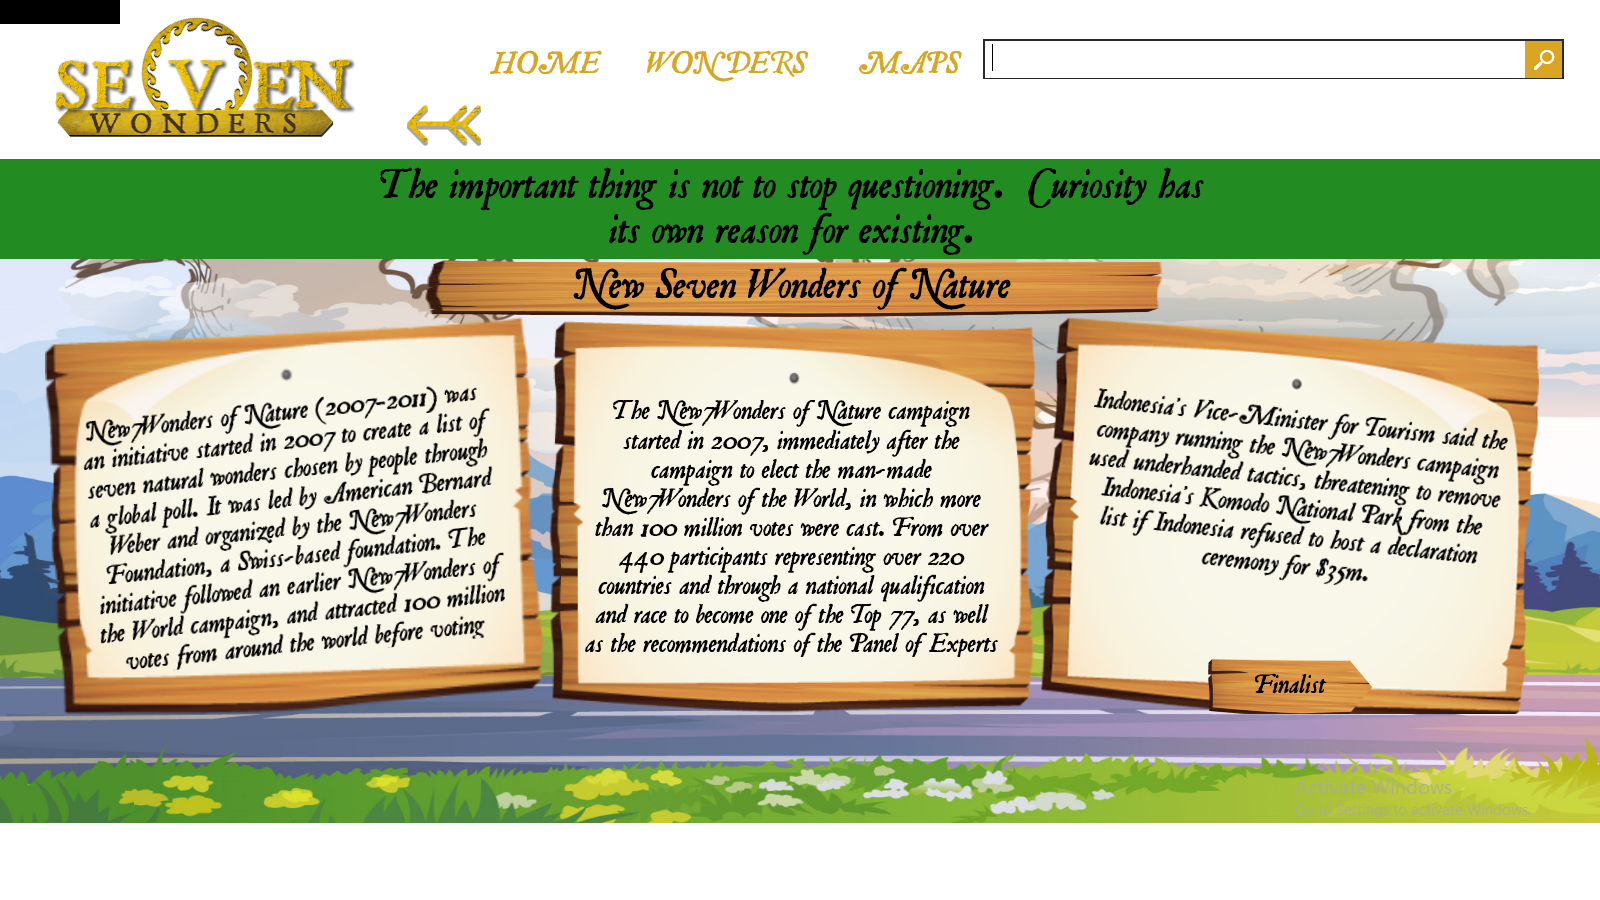 SEVEN
WONDERS
HOME WONDERS MAPS
The important thing is not to stop questioning. Curiosity has
its own reason for existing.
New Seven Wonders of Nature
New7Wonders of Nature (2007-2011) was
an initiative started in 2007 to create a list of
seven natural wonders chosen by people through
a global poll. It was led by American Bernard
Weber and organized by the New7Wonders
Foundation, a Swiss-based foundation. The
initiative followed an earlier New7Wonders of
the World campaign, and attracted 100 million
votes from around the world before voting
The New7Wonders of Nature campaign
started in 2007, immediately after the
campaign to elect the man-made
New7Wonders of the World, in which more
than 100 million votes were cast. From over
440 participants representing over 220
countries and through a national qualification
and race to become one of the Top 77, as well
as the recommendations of the Panel of Experts
Indonesia's Vice-Minister for Tourism said the
company running the New7Wonders campaign
used underhanded tactics, threatening to remove
Indonesia's Komodo National Park from the
list if Indonesia refused to host a declaration
ceremony for $35m.
Finalist
Activate Windows
Go to Settings to activate Windows.